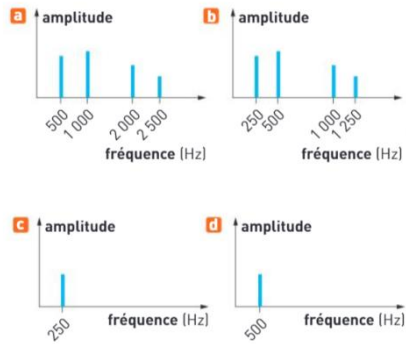 a amplitude
500 1 000 2 000 2 500
fréquence (Hz)
b amplitude
250 500 1 000 1 250
fréquence (Hz)
c amplitude
250
fréquence (Hz)
d amplitude
500
fréquence (Hz)